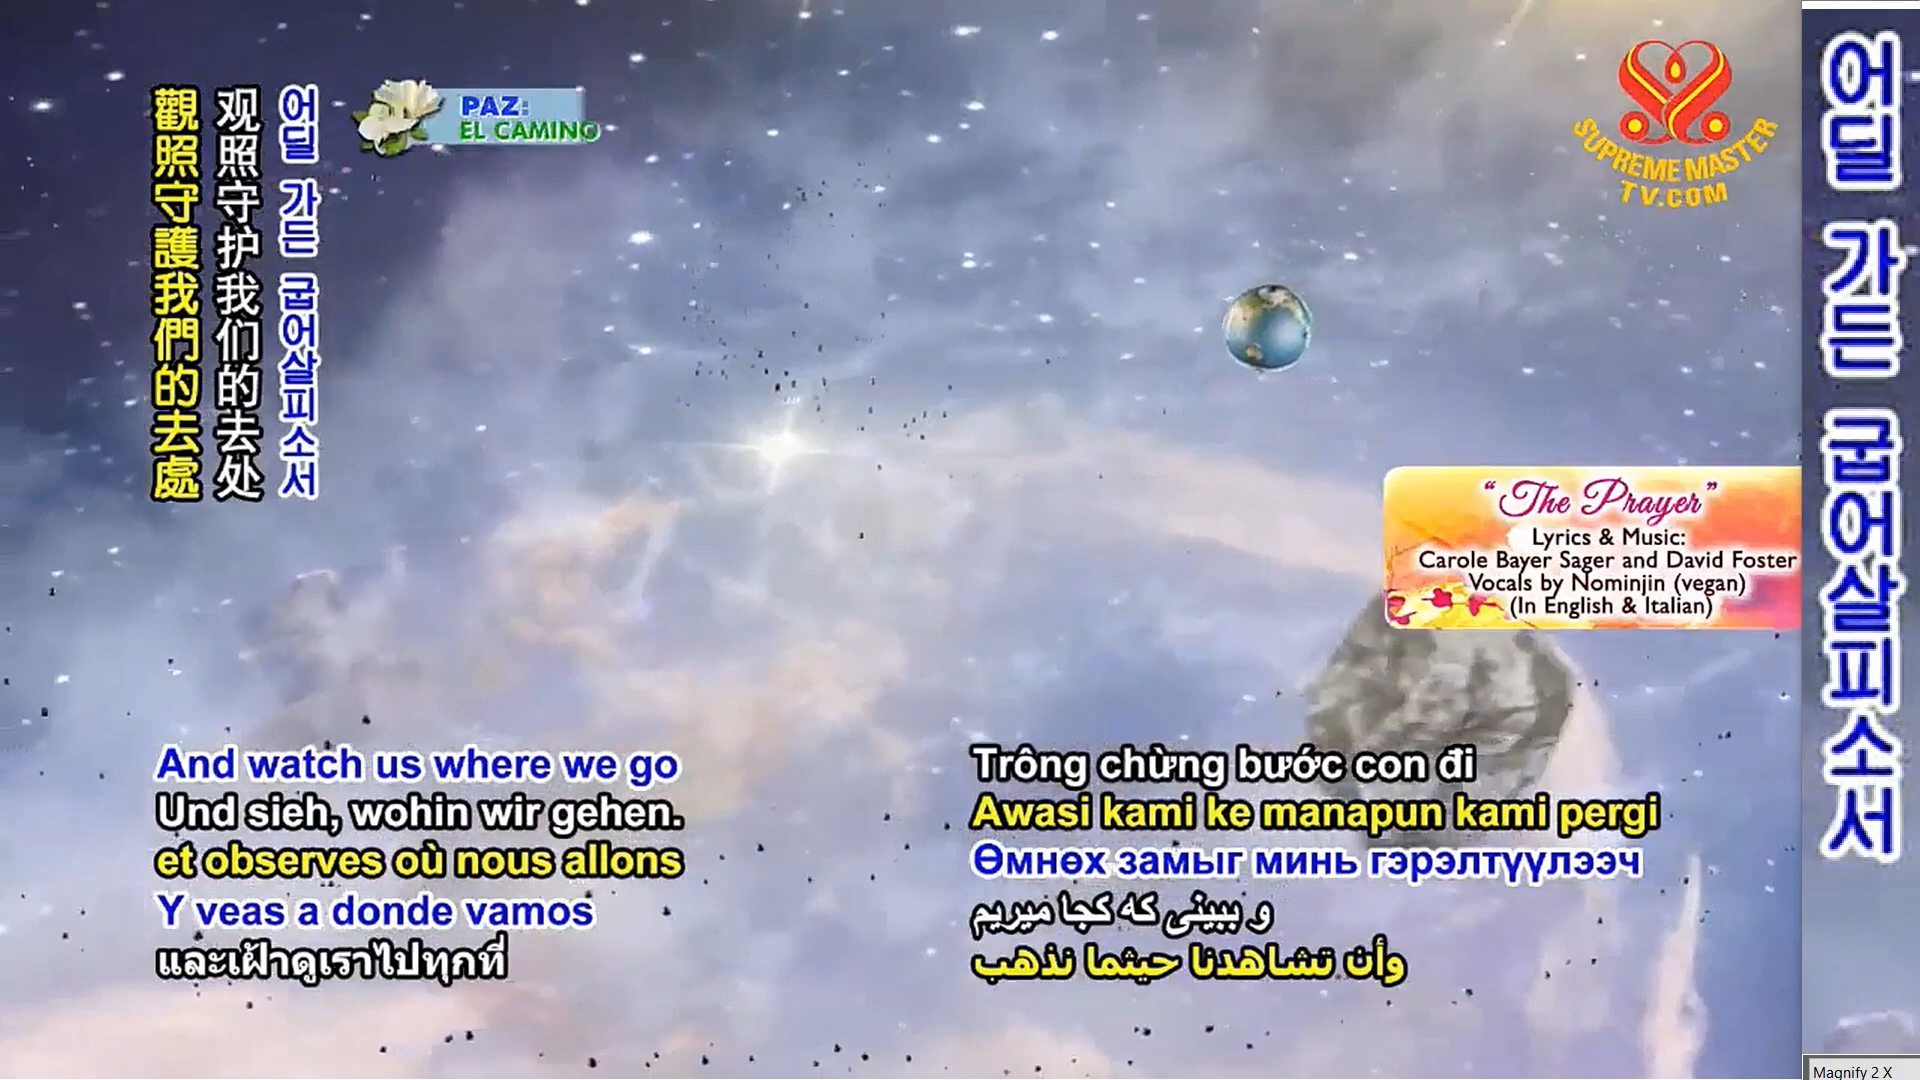 觀照守護我們的去處
观照守护我们的去处
어딜 가든 굽어살피소서
PAZ:
EL CAMINO
SUPREME MASTER
TV.COM
“The Prayer”
Lyrics & Music:
Carole Bayer Sager and David Foster
Vocals by Nominjin (vegan)
(In English & Italian)
And watch us where we go
Und sieh, wohin wir gehen.
et observes où nous allons
Y veas a donde vamos
และเฝ้าดูเราไปทุกที่
Trông chừng bước con đi
Awasi kami ke manapun kami pergi
Өмнөх замыг минь гэрэлтүүлээч
و ببینی که کجا میریم
وأن تشاهدنا حيثما نذهب
어딜 가든 굽어살피소서
Magnify 2 X